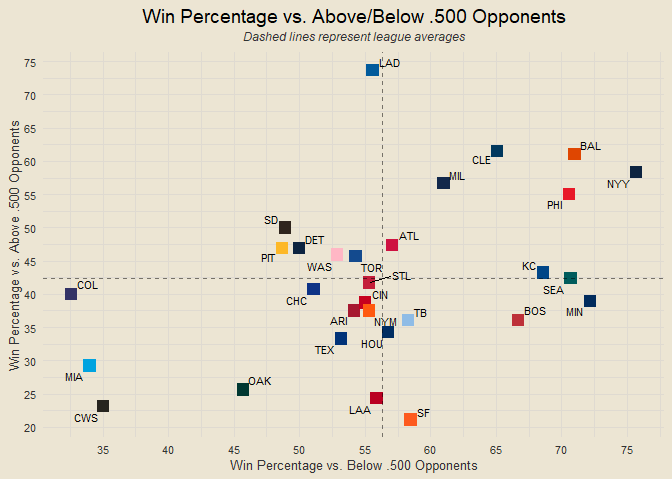 Win Percentage vs. Above/Below .500 Opponents
Dashed lines represent league averages
Win Percentage vs. Above .500 Opponents
75
70
65
60
55
50
45
40
35
30
25
20
LAD
CLE
BAL
MIL
NYY
PHI
SD
DET
ATL
PIT
WAS
TOR
STL
KC
SEA
COL
CHC
CIN
MIN
ARI
NYM
TB
BOS
TEX
HOU
MIA
OAK
LAA
CWS
SF
35
40
45
50
55
60
65
70
75
Win Percentage vs. Below .500 Opponents